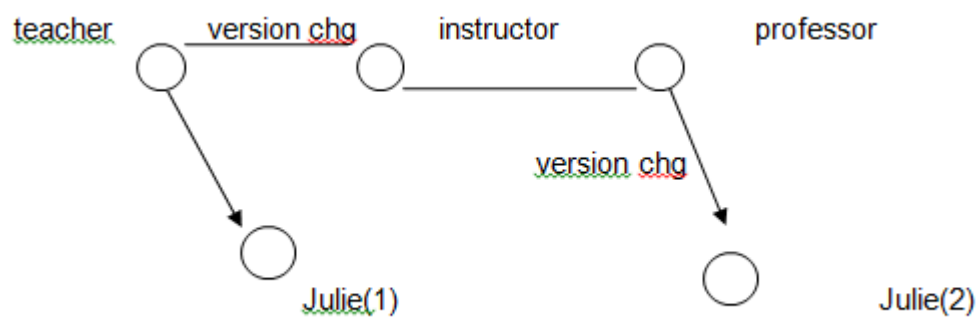 teacher version chg instructor professor
version chg
Julie(1) Julie(2)